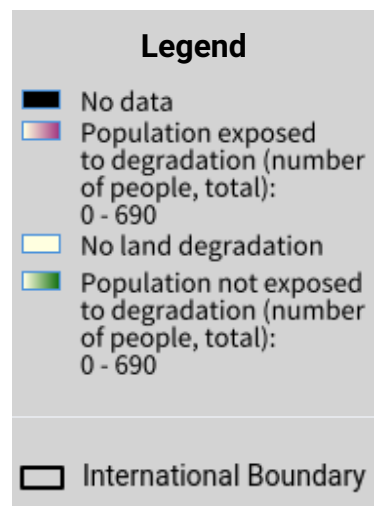 Legend
No data
Population exposed
to degradation (number
of people, total):
0 - 690
No land degradation
Population not exposed
to degradation (number
of people, total):
0 - 690
International Boundary